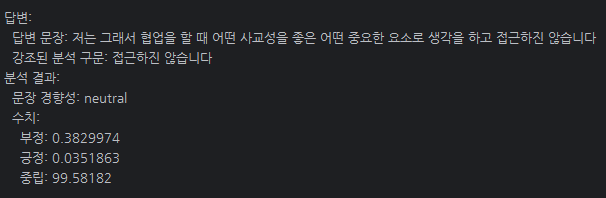 답변:
답변 문장: 저는 그래서 협업을 할 때 어떤 사교성을 좋은 어떤 중요한 요소로 생각을 하고 접근하진 않습니다
강조된 분석 구문: 접근하진 않습니다
분석 결과:
문장 경향성: neutral
수치:
부정: 0.3829974
긍정: 0.0351863
중립: 99.58182